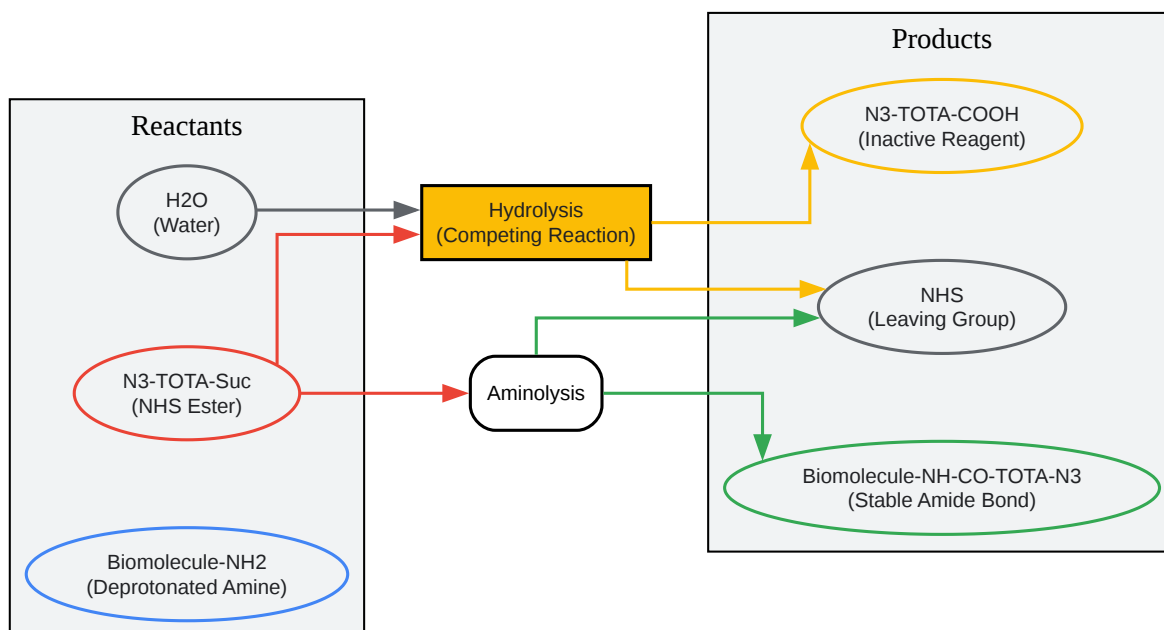 Reactants
H2O
(Water)
N3-TOTA-Suc
(NHS Ester)
Biomolecule-NH2
(Deprotonated Amine)
Hydrolysis
(Competing Reaction)
Aminolysis
Products
N3-TOTA-COOH
(Inactive Reagent)
NHS
(Leaving Group)
Biomolecule-NH-CO-TOTA-N3
(Stable Amide Bond)